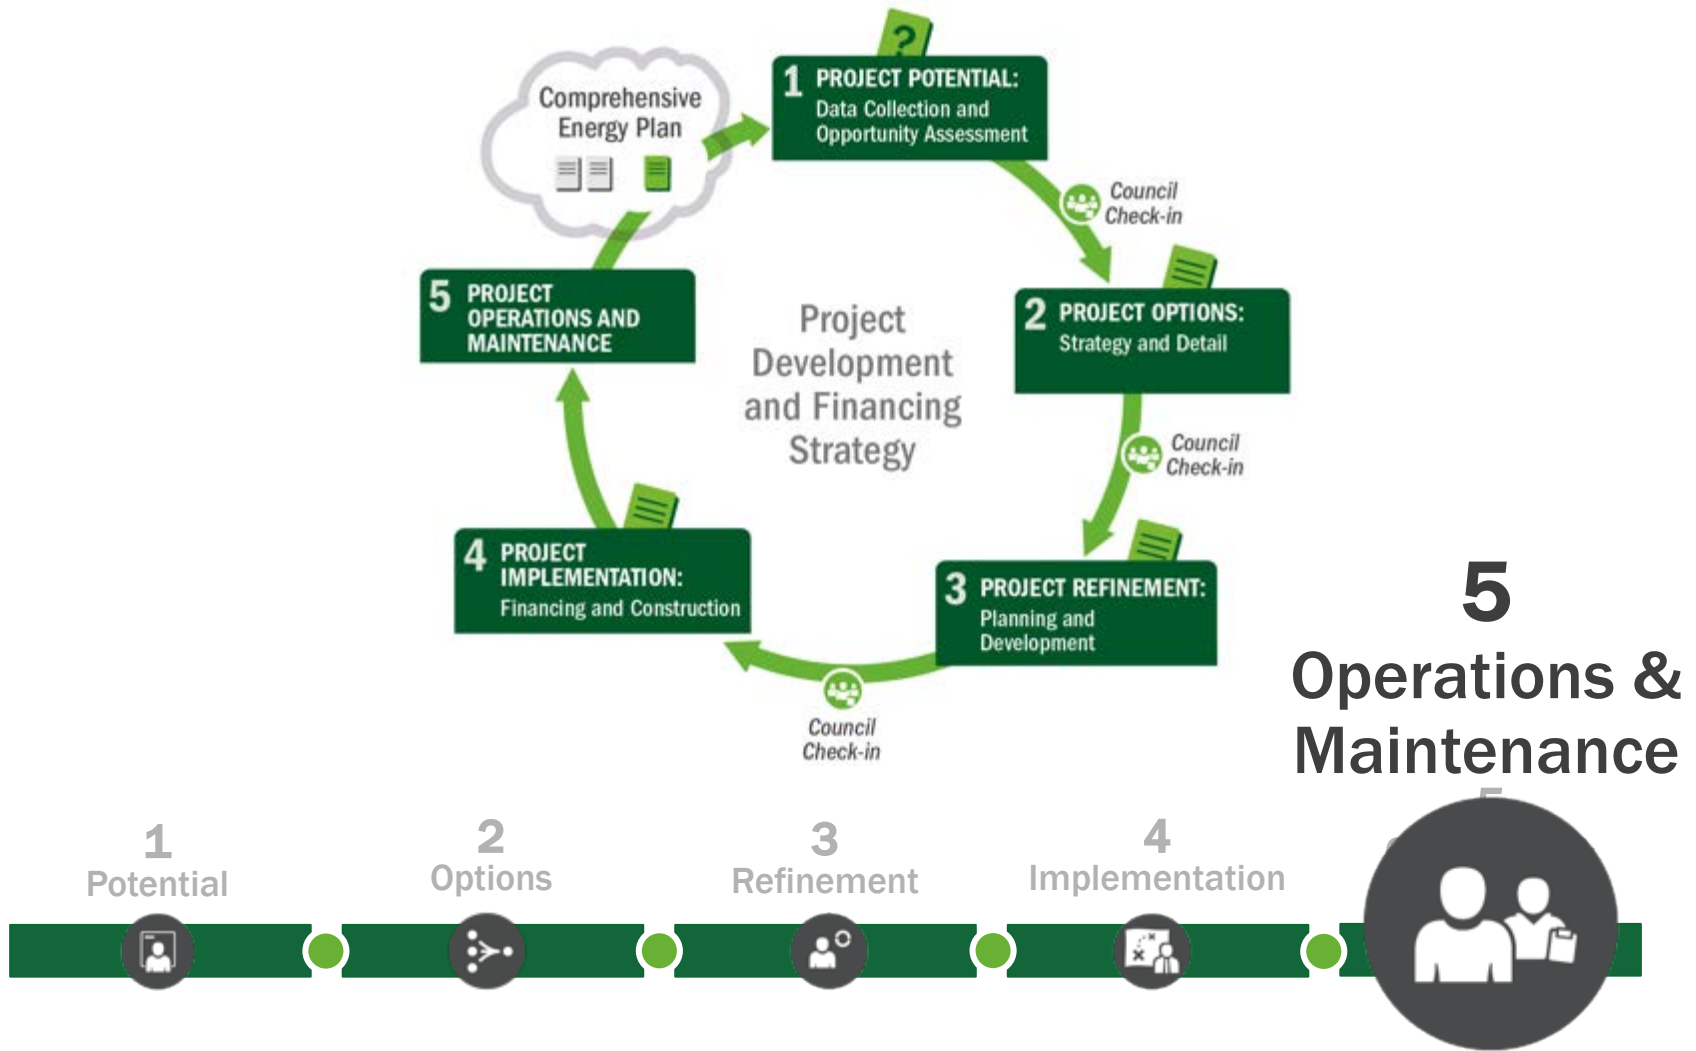 ?
1 PROJECT POTENTIAL:
Data Collection and
Opportunity Assessment
Comprehensive
Energy Plan
Council
Check-in
5 PROJECT
OPERATIONS AND
MAINTENANCE
2 PROJECT OPTIONS:
Strategy and Detail
Project
Development
and Financing
Strategy
Council
Check-in
4 PROJECT
IMPLEMENTATION:
Financing and Construction
3 PROJECT REFINEMENT:
Planning and
Development
Council
Check-in
5
Operations &
Maintenance
1
Potential
2
Options
3
Refinement
4
Implementation